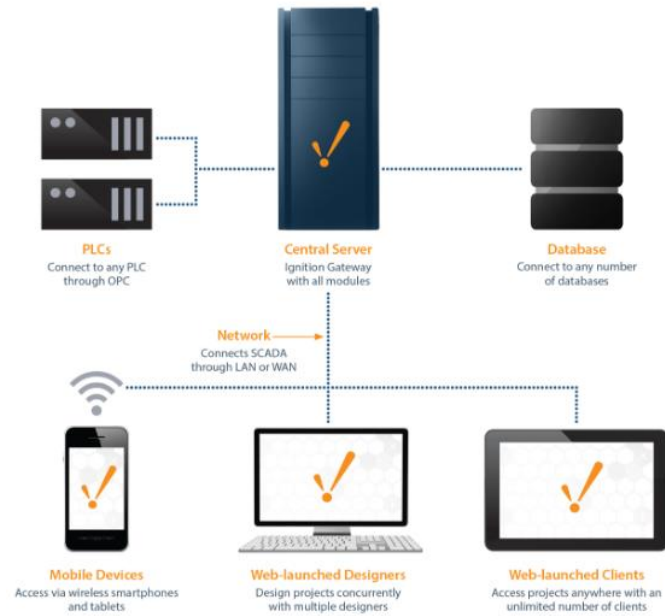 PLCs
Connect to any PLC
through OPC
Central Server
Ignition Gateway
with all modules
Database
Connect to any number
of databases
Network
Connects SCADA
through LAN or WAN
Mobile Devices
Access via wireless smartphones
and tablets
Web-launched Designers
Design projects concurrently
with multiple designers
Web-launched Clients
Access projects anywhere with an
unlimited number of clients